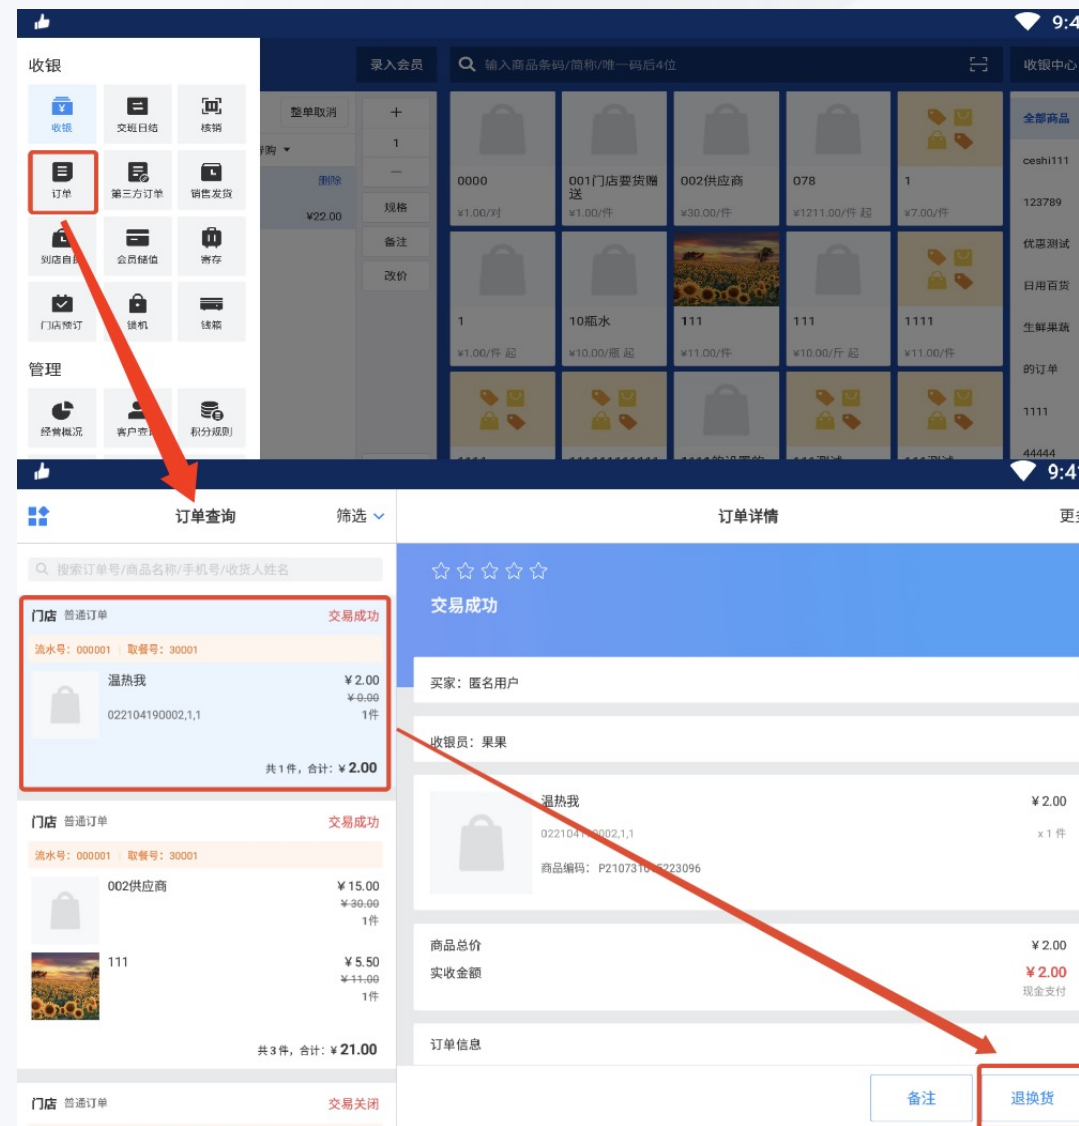 9:4
收银
录入会员
输入商品条码/简称/唯一码后4位
收银中心
收银
交班日结
核销
整单取消
+
全部商品
订单
第三方订单
销售发货
购
1
删除
—
¥22.00
规格
0000
¥1.00/对
001门店要货赠送
¥1.00/件
002供应商
¥30.00/件
078
¥1211.00/件 起
1
¥7.00/件
ceshi111
123789
到店自
会员储值
寄存
备注
改价
优惠测试
日用百货
门店预订
锁机
钱箱
1
¥1.00/件 起
10瓶水
¥10.00/瓶 起
111
¥11.00/件
111
¥10.00/斤 起
1111
¥11.00/件
生鲜果蔬
的订单
管理
经营概况
客户查
积分规则
1111
44444
9:41
订单查询
筛选
订单详情
更多
搜索订单号/商品名称/手机号/收货人姓名
门店 普通订单
交易成功
流水号：000001 | 取餐号：30001
温热我
¥ 2.00
¥ 0.00
022104190002,1,1
1件
共 1 件，合计：¥ 2.00
门店 普通订单
交易成功
流水号：000001 | 取餐号：30001
002供应商
¥ 15.00
¥ 30.00
1件
111
¥ 5.50
¥ 11.00
1件
共 3 件，合计：¥ 21.00
门店 普通订单
交易关闭
交易成功
买家：匿名用户
收银员：果果
温热我
¥ 2.00
x 1 件
商品编码：
商品总价
¥ 2.00
实收金额
¥ 2.00
现金支付
订单信息
备注
退换货